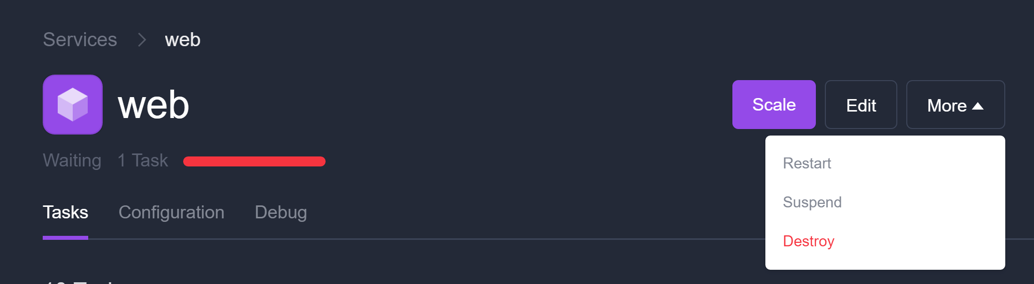 Services > web
web
Scale Edit More
Waiting 1 Task
Restart
Suspend
Tasks Configuration Debug
Destroy